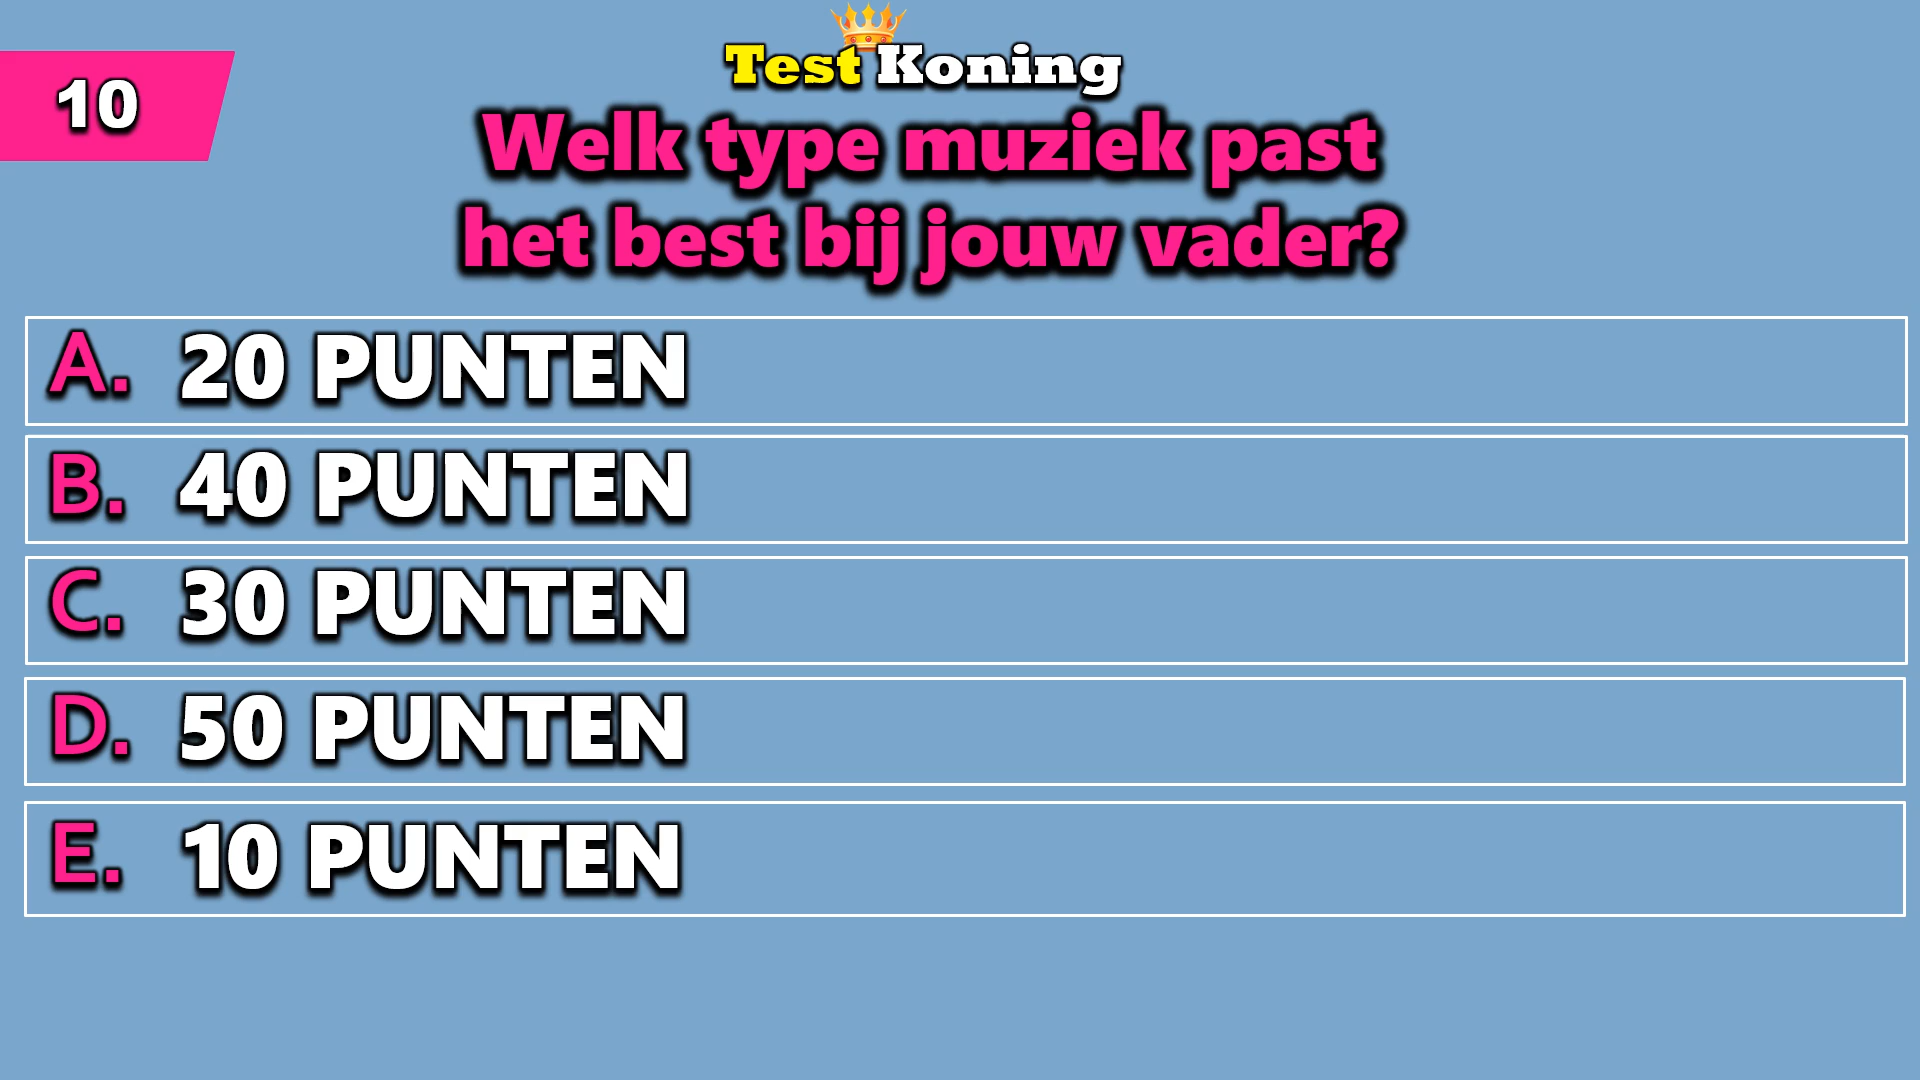 Test Koning
10
Welk type muziek past
het best bij jouw vader?
A. 20 PUNTEN
B. 40 PUNTEN
C. 30 PUNTEN
D. 50 PUNTEN
E. 10 PUNTEN